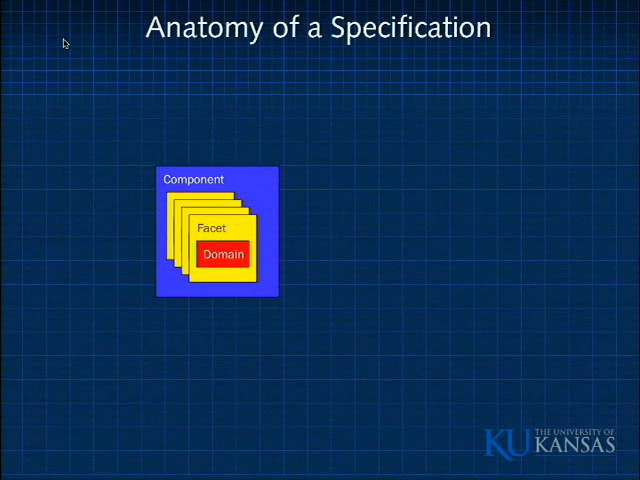 Anatomy of a Specification
Component
Facet
Domain
KU THE UNIVERSITY OF
KANSAS